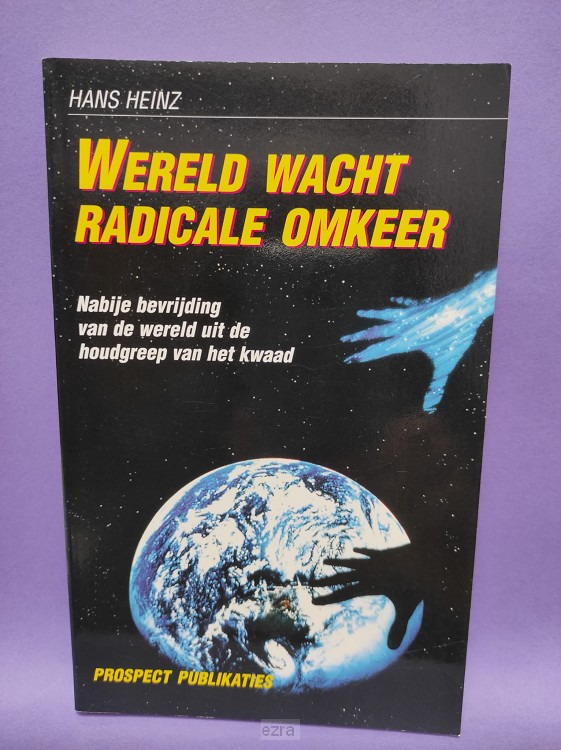 HANS HEINZ
WERELD WACHT
RADICALE OMKEER
Nabije bevrijding
van de wereld uit de
houdgreep van het kwaad
PROSPECT PUBLIKATIES
ezra